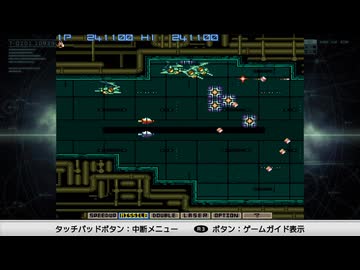 1P 241100 HI 241100
SPEEDUP MISSILE DOUBLE LASER OPTION ?
タッチパッドボタン：中断メニュー R3 ボタン：ゲームガイド表示